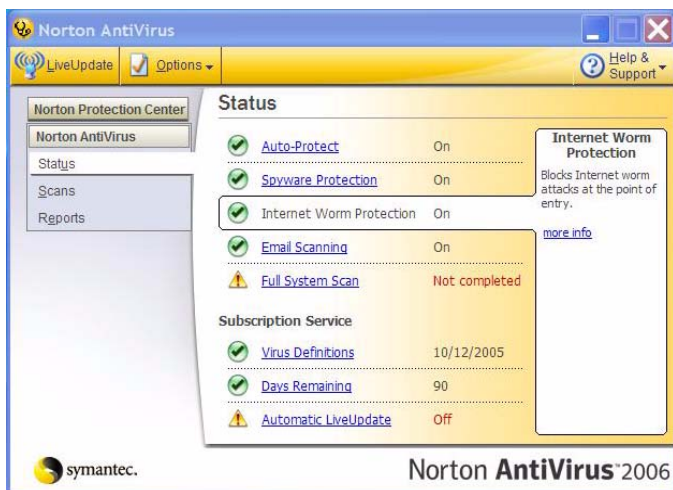 Norton AntiVirus
LiveUpdate Options Help & Support
Norton Protection Center
Norton AntiVirus
Status
Scans
Reports
Status
Auto-Protect On
Spyware Protection On
Internet Worm Protection On
Email Scanning On
Full System Scan Not completed
Subscription Service
Virus Definitions 10/12/2005
Days Remaining 90
Automatic LiveUpdate Off
Internet Worm
Protection
Blocks Internet worm
attacks at the point of
entry.
more info
symantec.
Norton AntiVirus™ 2006